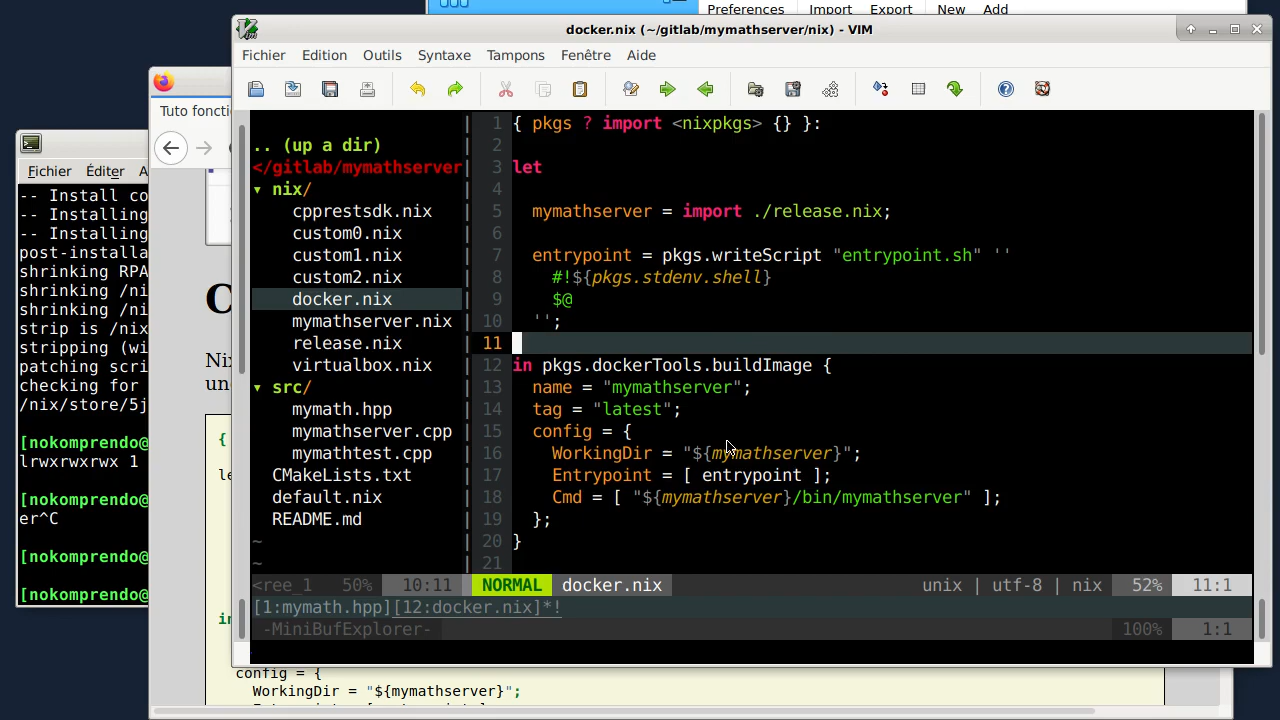 Preferences Import Export New Add
docker.nix (~/gitlab/mymathserver/nix) - VIM
Fichier Edition Outils Syntaxe Tampons Fenêtre Aide
Tuto foncti
Fichier Éditer A
-- Install co
-- Installing
-- Installing
post-installa
shrinking RPA
shrinking /ni
shrinking /ni
strip is /nix
stripping (wi
patching scri
checking for
/nix/store/5j
[nokomprendo@
lrwxrwxrwx 1
[nokomprendo@
er^C
[nokomprendo@
[nokomprendo@
C
Nix
un
{
le
in
.. (up a dir)
</gitlab/mymathserver
▾ nix/
cpprestsdk.nix
custom0.nix
custom1.nix
custom2.nix
docker.nix
mymathserver.nix
release.nix
virtualbox.nix
▾ src/
mymath.hpp
mymathserver.cpp
mymathtest.cpp
CMakeLists.txt
default.nix
README.md
~
~
1 { pkgs ? import <nixpkgs> {} }:
2
3 let
4
5 mymathserver = import ./release.nix;
6
7 entrypoint = pkgs.writeScript "entrypoint.sh" ''
8 #!${pkgs.stdenv.shell}
9 $@
10 '';
11
12 in pkgs.dockerTools.buildImage {
13 name = "mymathserver";
14 tag = "latest";
15 config = {
16 WorkingDir = "${mymathserver}";
17 Entrypoint = [ entrypoint ];
18 Cmd = [ "${mymathserver}/bin/mymathserver" ];
19 };
20 }
21
<ree_1 50% 10:11 NORMAL docker.nix unix | utf-8 | nix 52% 11:1
[1:mymath.hpp][12:docker.nix]*!
-MiniBufExplorer- 100% 1:1
config = {
WorkingDir = "${mymathserver}";